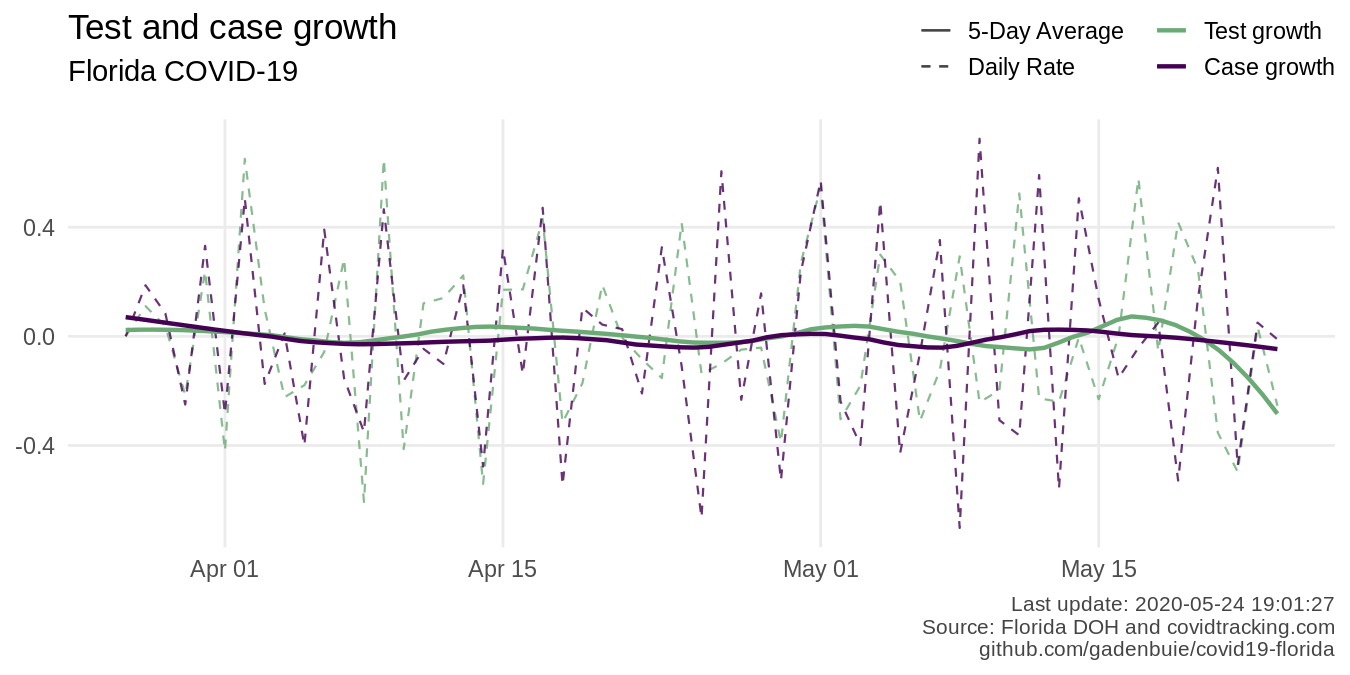 Test and case growth
Florida COVID-19
5-Day Average
Daily Rate
Test growth
Case growth
0.4
0.0
-0.4
Apr 01
Apr 15
May 01
May 15
Last update: 2020-05-24 19:01:27
Source: Florida DOH and covidtracking.com
github.com/gadenbuie/covid19-florida